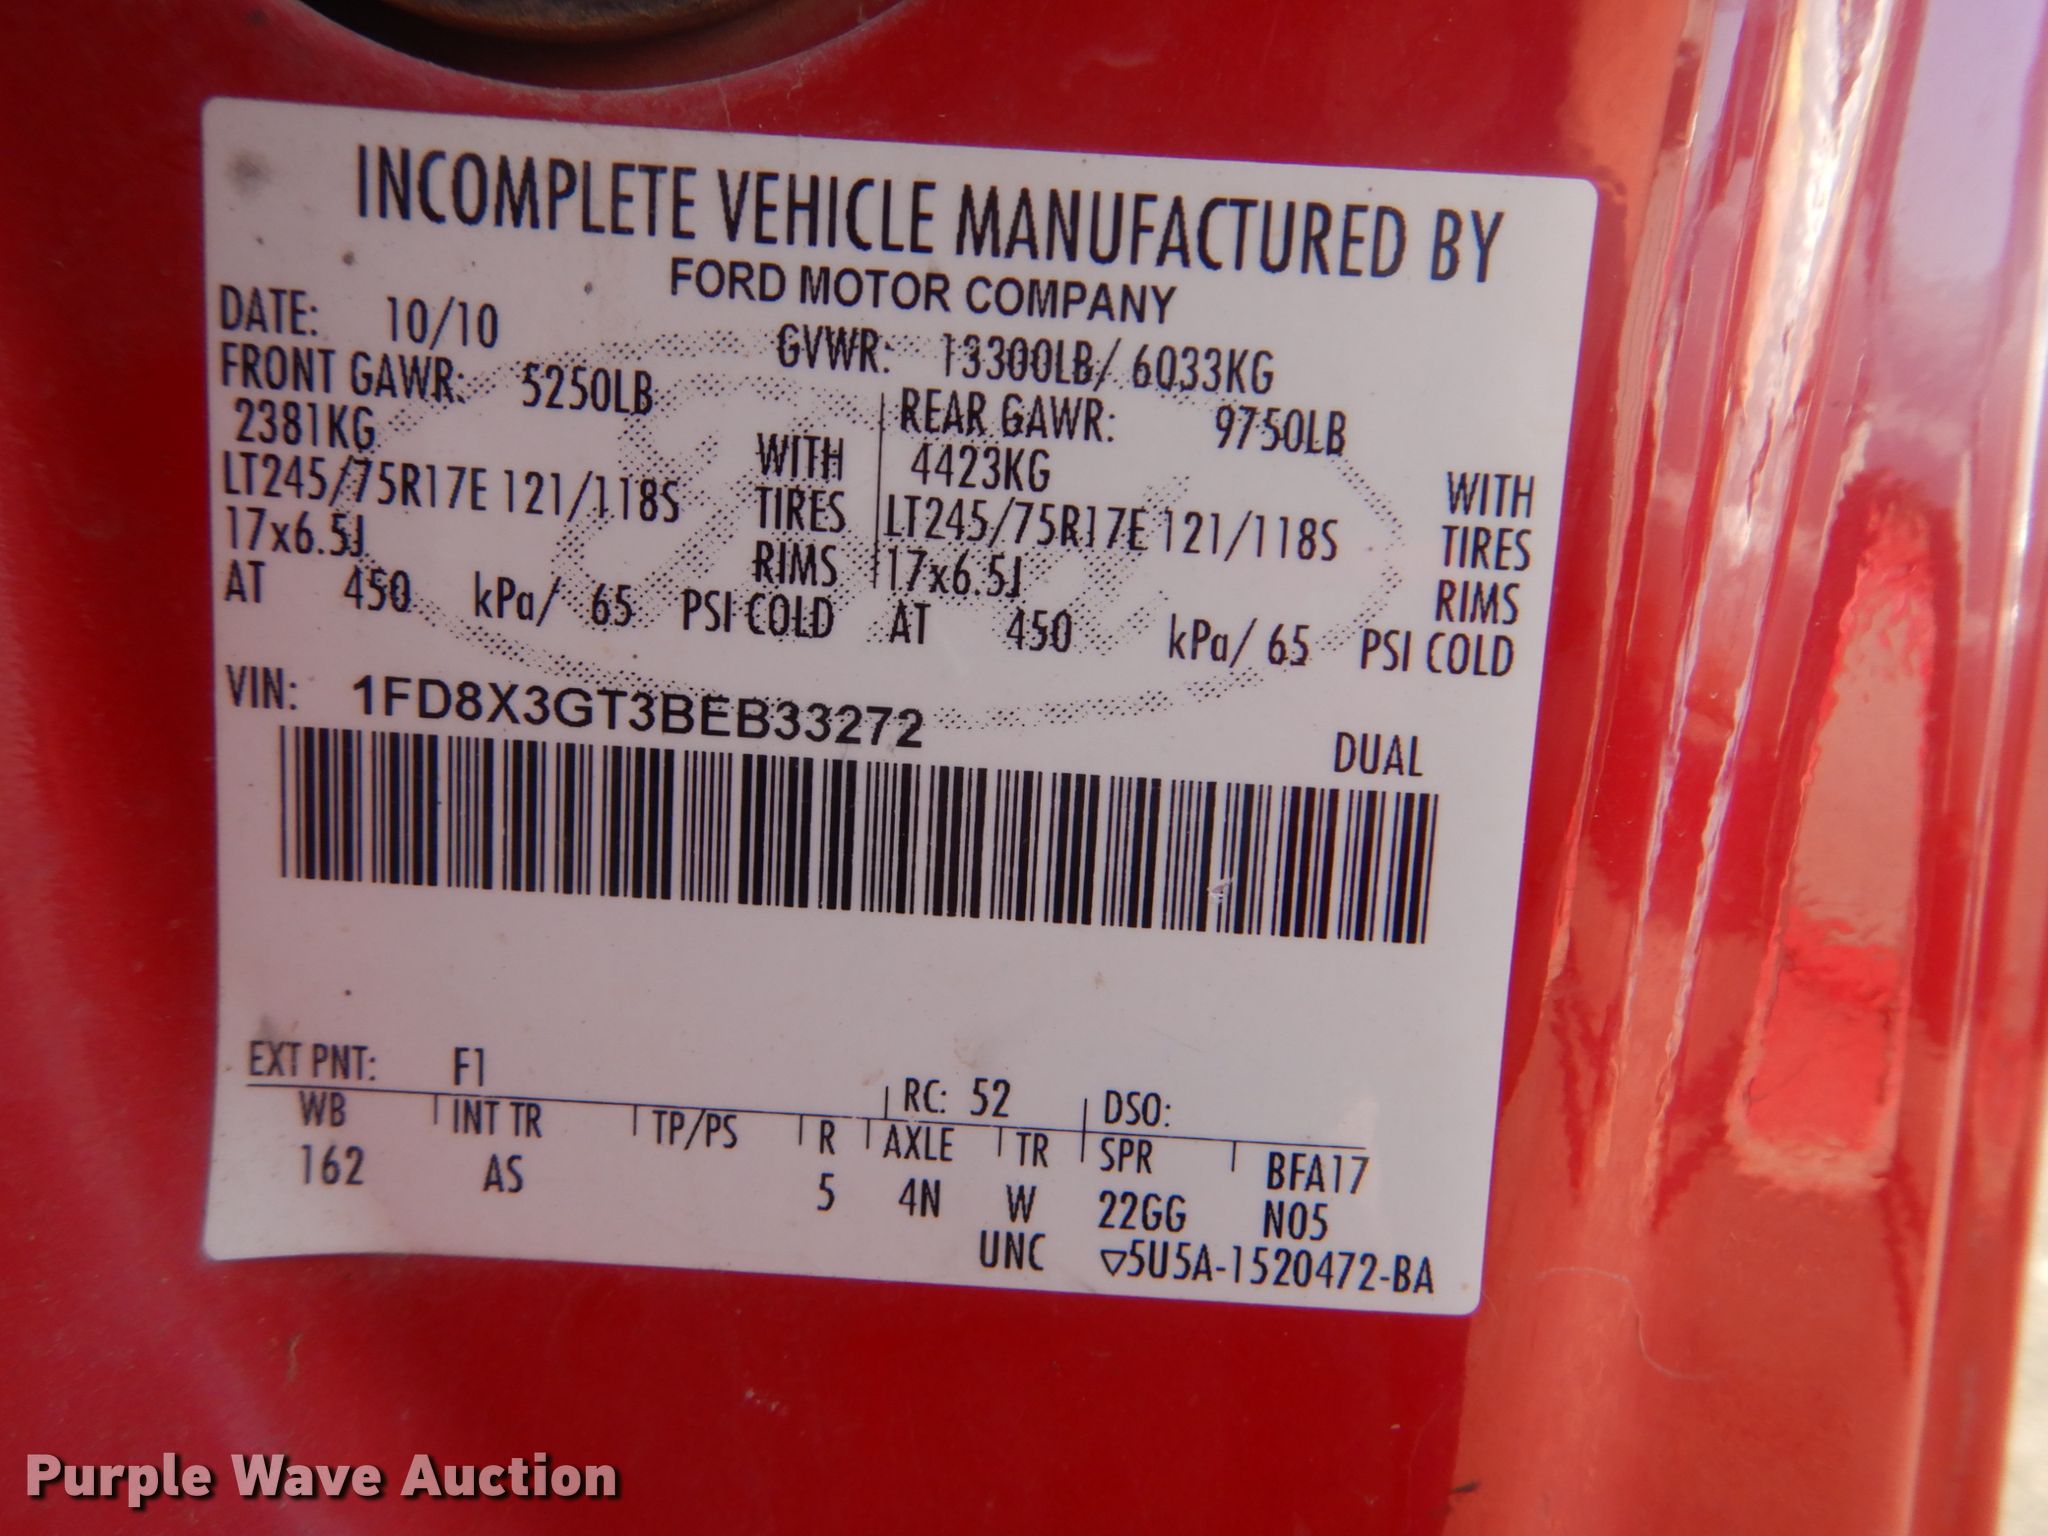 INCOMPLETE VEHICLE MANUFACTURED BY
FORD MOTOR COMPANY
DATE: 10/10 GVWR: 13300LB/ 6033KG
FRONT GAWR: 5250LB REAR GAWR: 9750LB
2381KG WITH 4423KG WITH
LT245/75R17E 121/118S TIRES LT245/75R17E 121/118S TIRES
17x6.5J RIMS 17x6.5J RIMS
AT 450 kPa/ 65 PSI COLD AT 450 kPa/ 65 PSI COLD
VIN: 1FD8X3GT3BEB33272
DUAL
EXT PNT: F1 RC: 52 DSO:
WB INT TR TP/PS R AXLE TR SPR BFA17
162 AS 5 4N W 22GG N05
UNC ▽5U5A-1520472-BA
Purple Wave Auction